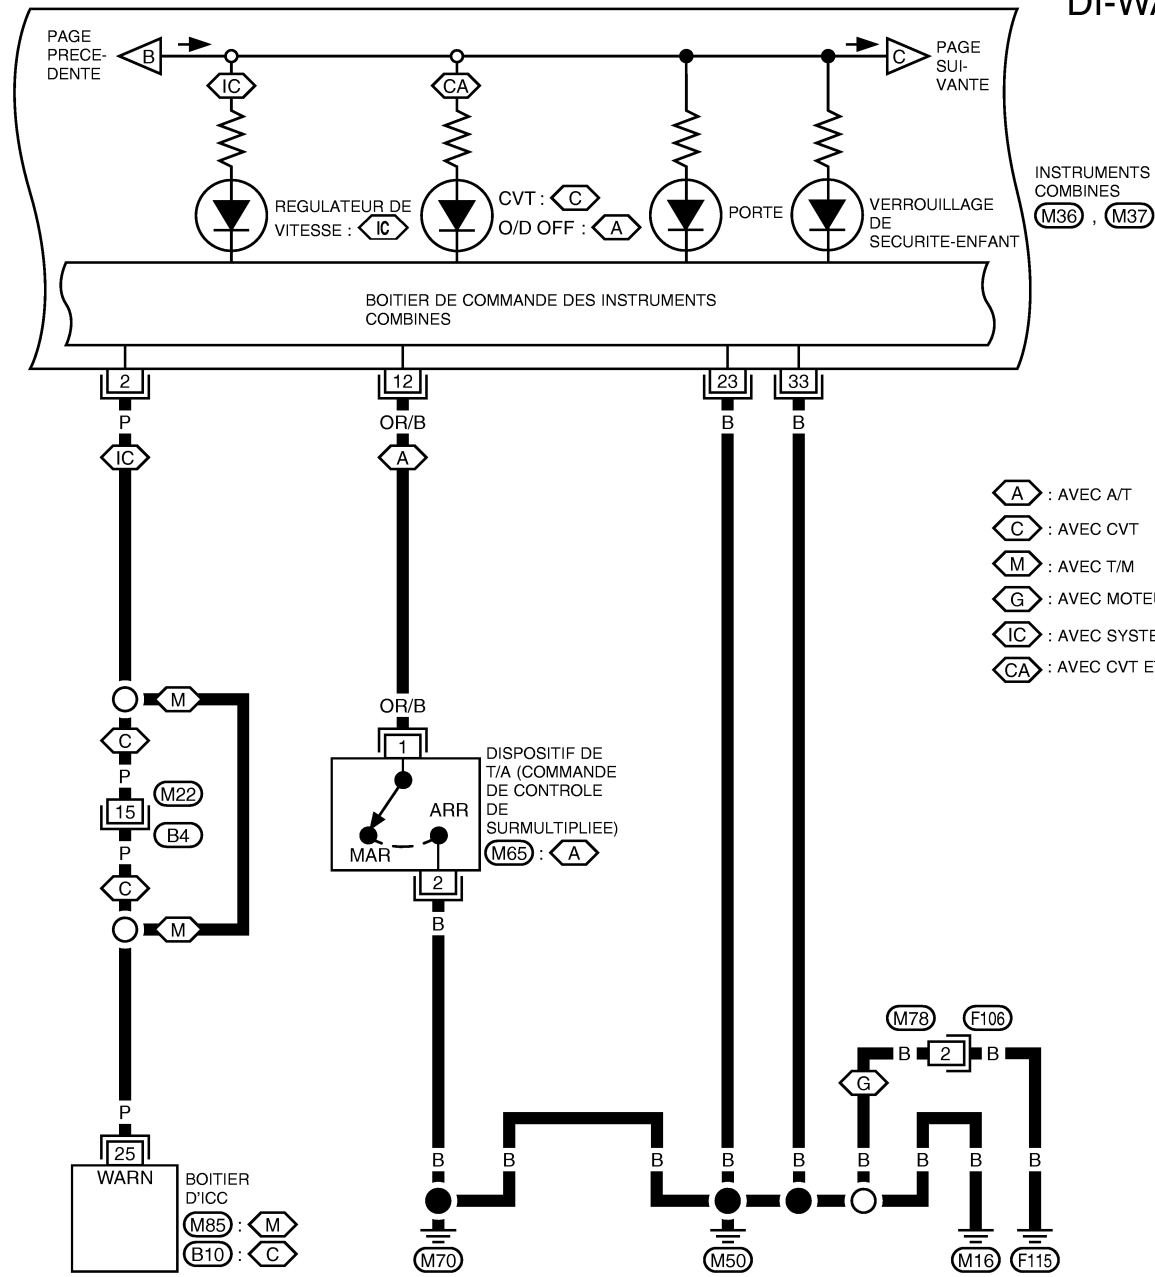 DI-WA
PAGE
PRECE-
DENTE
B
C
PAGE
SUI-
VANTE
IC
CA
INSTRUMENTS
COMBINES
M36 , M37
REGULATEUR DE
VITESSE : IC
CVT : C
O/D OFF : A
PORTE
VERROUILLAGE
DE
SECURITE-ENFANT
BOITIER DE COMMANDE DES INSTRUMENTS
COMBINES
2
12
23
33
P
OR/B
B
B
IC
A
A : AVEC A/T
C : AVEC CVT
M : AVEC T/M
G : AVEC MOTEU
IC : AVEC SYSTE
CA : AVEC CVT E
M
OR/B
C
1
P
M22
15
B4
P
C
M
DISPOSITIF DE
T/A (COMMANDE
DE CONTROLE
DE
SURMULTIPLIEE)
M65 : A
ARR
MAR
2
B
M78
F106
B
2
B
G
P
25
WARN
BOITIER
D'ICC
M85 : M
B10 : C
B
B
B
B
B
B
B
B
B
M70
M50
M16
F115